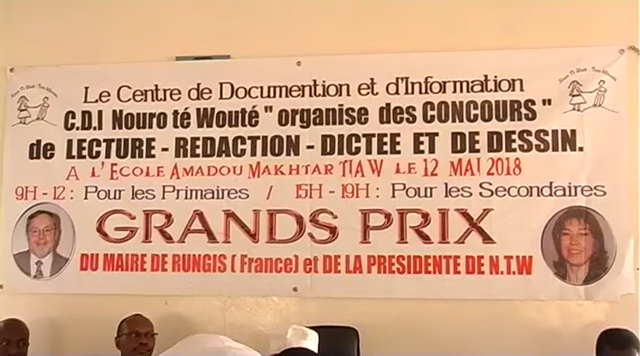 Le Centre de Documention et d'Information
C.D.I Nouro té Wouté " organise des CONCOURS "
de LECTURE - REDACTION - DICTEE ET DE DESSIN.
A L'ECOLE AMADOU MAKHTAR TIAW LE 12 MAI 2018
9H - 12 : Pour les Primaires / 15H - 19H : Pour les Secondaires
GRANDS PRIX
DU MAIRE DE RUNGIS ( France) et DE LA PRESIDENTE DE N.T.W